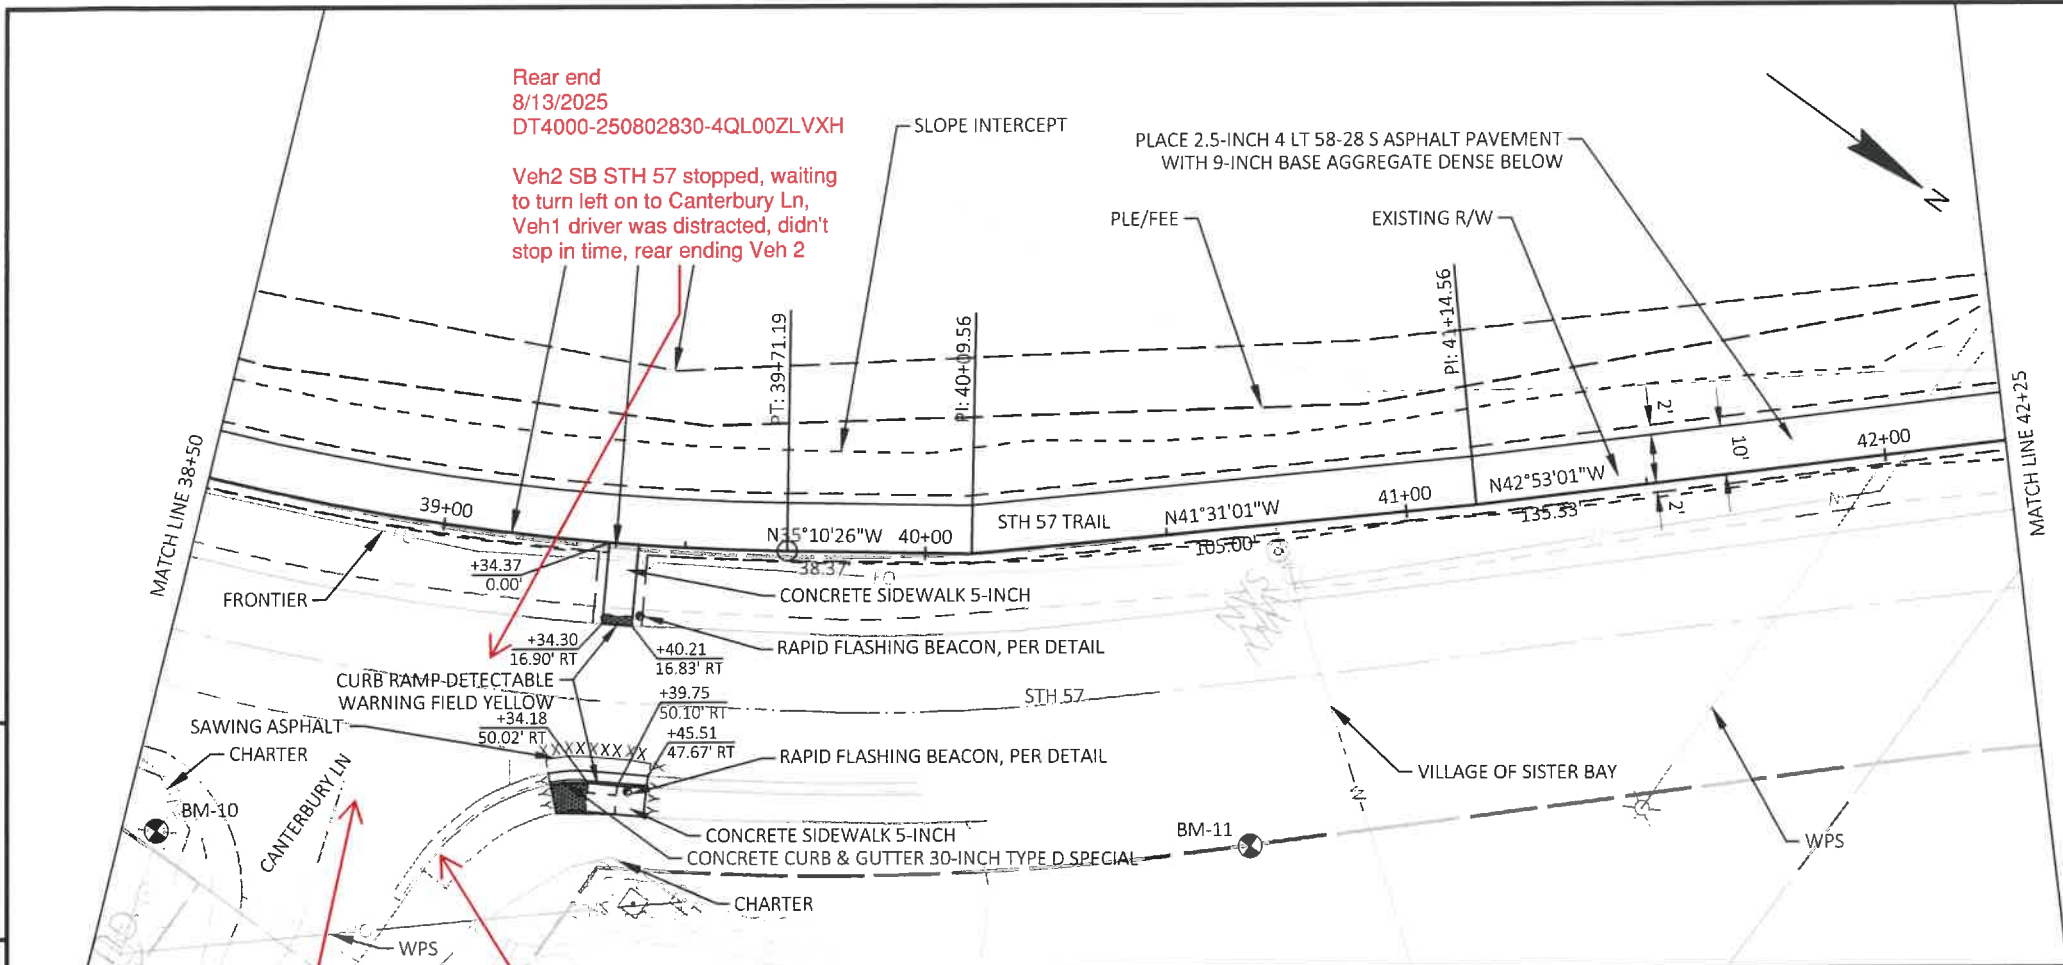 Rear end
8/13/2025
DT4000-250802830-4QL00ZLVXH
Veh2 SB STH 57 stopped, waiting
to turn left on to Canterbury Ln,
Veh1 driver was distracted, didn't
stop in time, rear ending Veh 2
SLOPE INTERCEPT
PLACE 2.5-INCH 4 LT 58-28 S ASPHALT PAVEMENT
WITH 9-INCH BASE AGGREGATE DENSE BELOW
PLE/FEE
EXISTING R/W
N
PT: 39+71.19
PI: 40+09.56
PI: 41+14.56
MATCH LINE 38+50
MATCH LINE 42+25
2'
10'
2'
39+00
N35°10'26"W
40+00
STH 57 TRAIL
N41°31'01"W
41+00
N42°53'01"W
42+00
38.37'
105.00'
135.53'
+34.37
0.00'
FRONTIER
CONCRETE SIDEWALK 5-INCH
+34.30
16.90' RT
+40.21
16.83' RT
RAPID FLASHING BEACON, PER DETAIL
CURB RAMP-DETECTABLE
WARNING FIELD YELLOW
+39.75
50.10' RT
STH 57
SAWING ASPHALT
+34.18
50.02' RT
+45.51
47.67' RT
CHARTER
RAPID FLASHING BEACON, PER DETAIL
VILLAGE OF SISTER BAY
BM-10
CANTERBURY LN
CONCRETE SIDEWALK 5-INCH
CONCRETE CURB & GUTTER 30-INCH TYPE D SPECIAL
BM-11
WPS
CHARTER
WPS